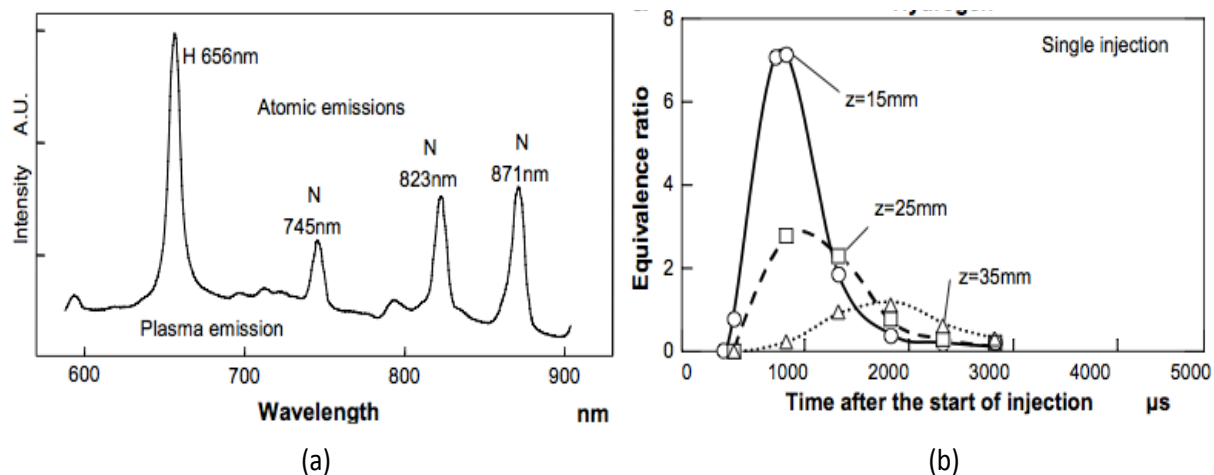 H 656nm
Atomic emissions
N
745nm
N
823nm
N
871nm
Plasma emission
Intensity A.U.
600
700
800
900
Wavelength nm
(a)
Single injection
z=15mm
z=25mm
z=35mm
Equivalence ratio
8
6
4
2
0
0
1000
2000
3000
4000
5000
Time after the start of injection µs
(b)